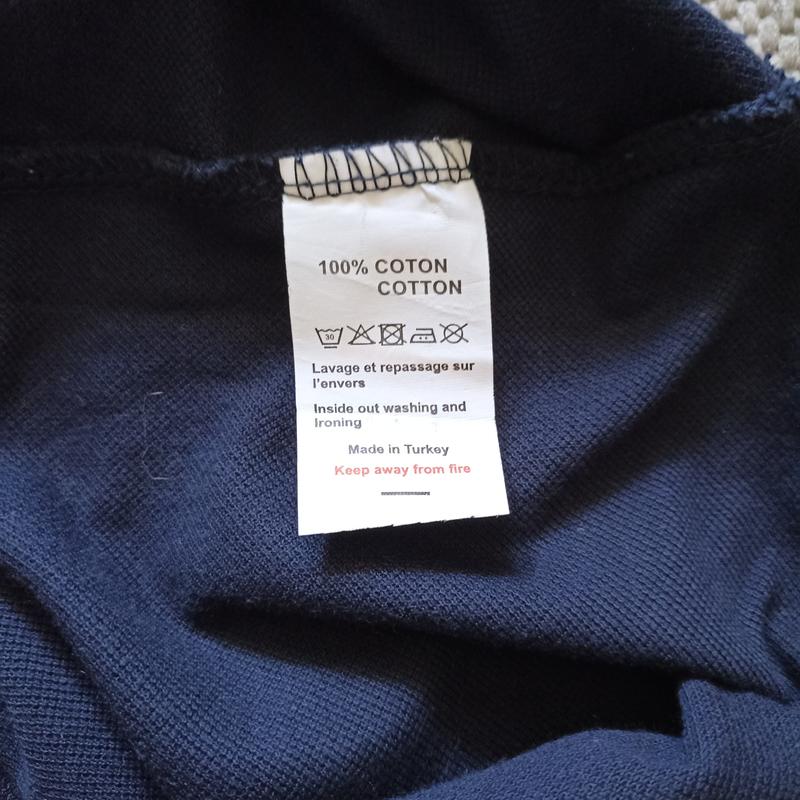 100% COTON
COTTON
30
Lavage et repassage sur
l'envers
Inside out washing and
Ironing
Made in Turkey
Keep away from fire